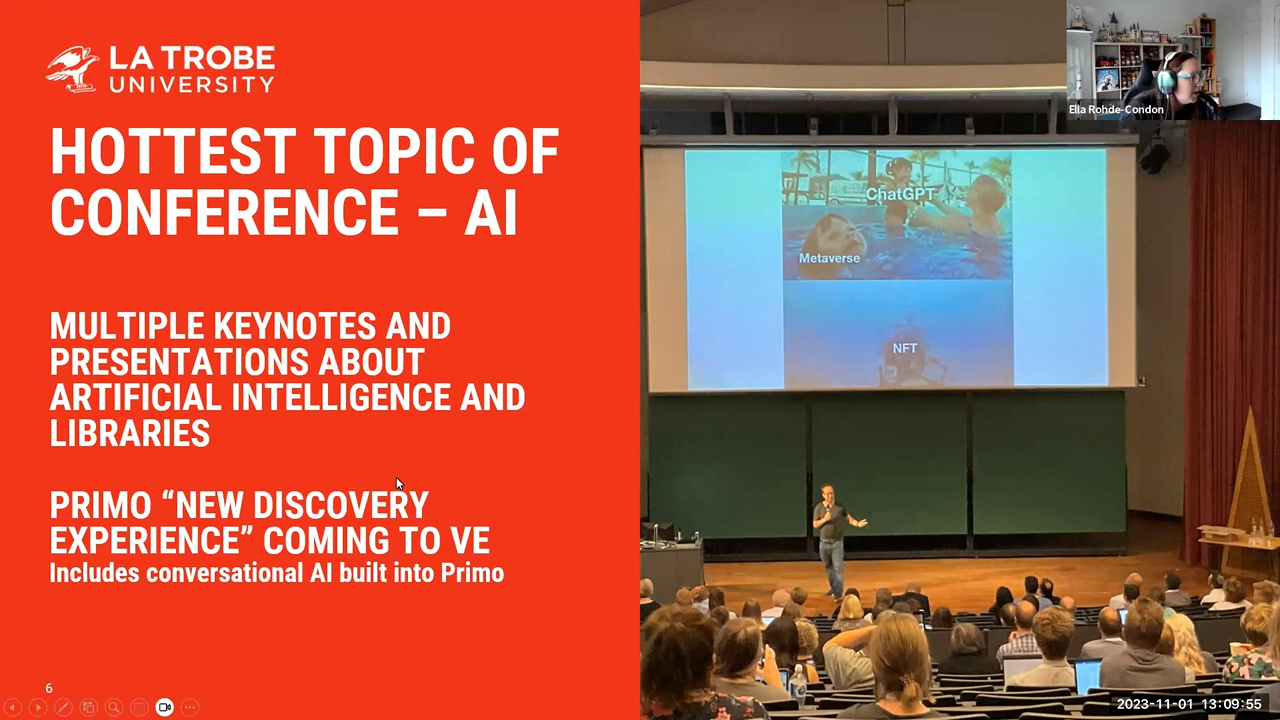 LA TROBE
UNIVERSITY
HOTTEST TOPIC OF
CONFERENCE – AI
MULTIPLE KEYNOTES AND
PRESENTATIONS ABOUT
ARTIFICIAL INTELLIGENCE AND
LIBRARIES
PRIMO “NEW DISCOVERY
EXPERIENCE” COMING TO VE
Includes conversational AI built into Primo
6
Ella Rohde-Condon
ChatGPT
Metaverse
NFT
2023-11-01 13:09:55